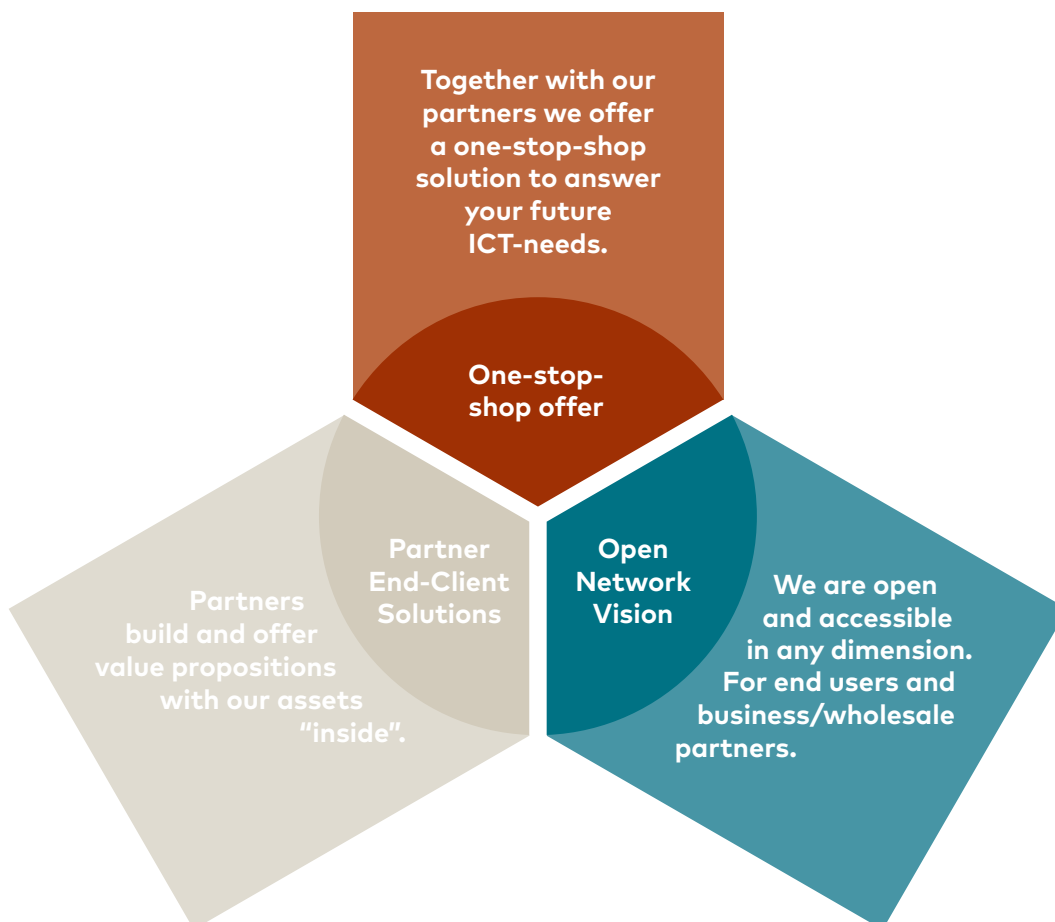 Together with our
partners we offer
a one-stop-shop
solution to answer
your future
ICT-needs.
One-stop-
shop offer
Partner
End-Client
Solutions
Partners
build and offer
value propositions
with our assets
“inside”.
Open
Network
Vision
We are open
and accessible
in any dimension.
For end users and
business/wholesale
partners.